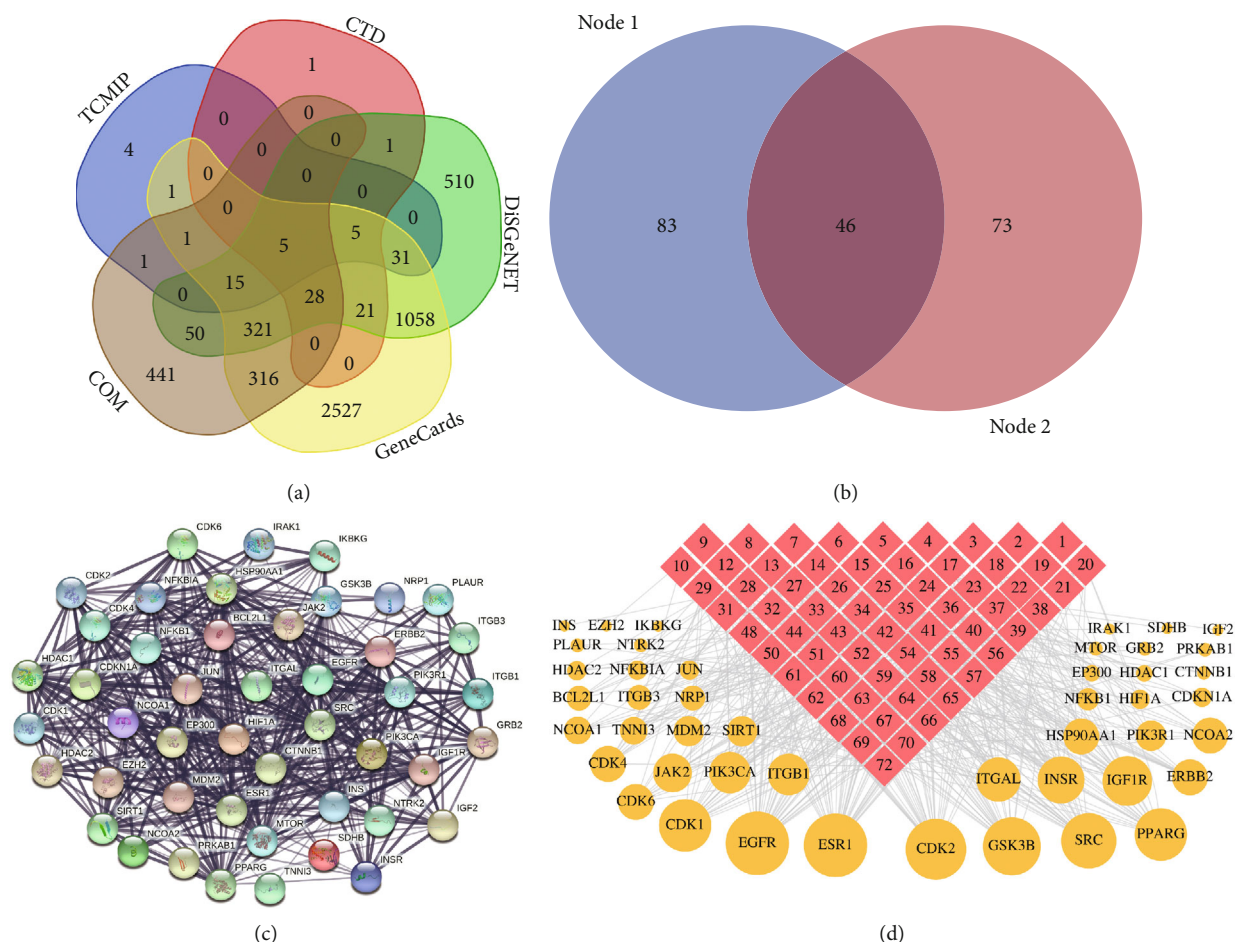 CTD
TCMIP
DiSGeNET
COM
GeneCards
1
0
0
0
1
510
4
0
0
0
0
0
1
0
1
5
5
31
1
15
0
28
21
1058
50
321
0
0
441
316
2527
(a)
Node 1
83
46
73
Node 2
(b)
CDK6
IRAK1
IKBKG
CDK2
NFKBIA
HSP90AA1
GSK3B
NRP1
PLAUR
CDK4
BCL2L1
JAK2
ITGB3
NFKB1
ERBB2
HDAC1
CDKN1A
JUN
ITGAL
EGFR
PIK3R1
ITGB1
CDK1
NCOA1
EP300
HIF1A
SRC
GRB2
HDAC2
CTNNB1
PIK3CA
IGF1R
EZH2
MDM2
ESR1
INS
NTRK2
IGF2
SIRT1
NCOA2
PRKAB1
MTOR
SDHB
PPARG
TNNI3
INSR
(c)
9 8 7 6 5 4 3 2 1
10 12 13 14 15 16 17 18 19 20
29 28 27 26 25 24 23 22 21
31 32 33 34 35 36 37 38
48 44 43 42 41 40 39
50 51 52 53 54 55 56
61 60 59 58 57
62 63 64 65
68 67 66
69 70
72
INS EZH2 IKBKG
PLAUR NTRK2
HDAC2 NFKBIA JUN
BCL2L1 ITGB3 NRP1
NCOA1 TNNI3 MDM2 SIRT1
CDK4 JAK2 PIK3CA ITGB1
CDK6
CDK1
EGFR ESR1 CDK2 GSK3B SRC PPARG
IRAK1 SDHB IGF2
MTOR GRB2 PRKAB1
EP300 HDAC1 CTNNB1
NFKB1 HIF1A CDKN1A
HSP90AA1 PIK3R1 NCOA2
ITGAL INSR IGF1R ERBB2
(d)